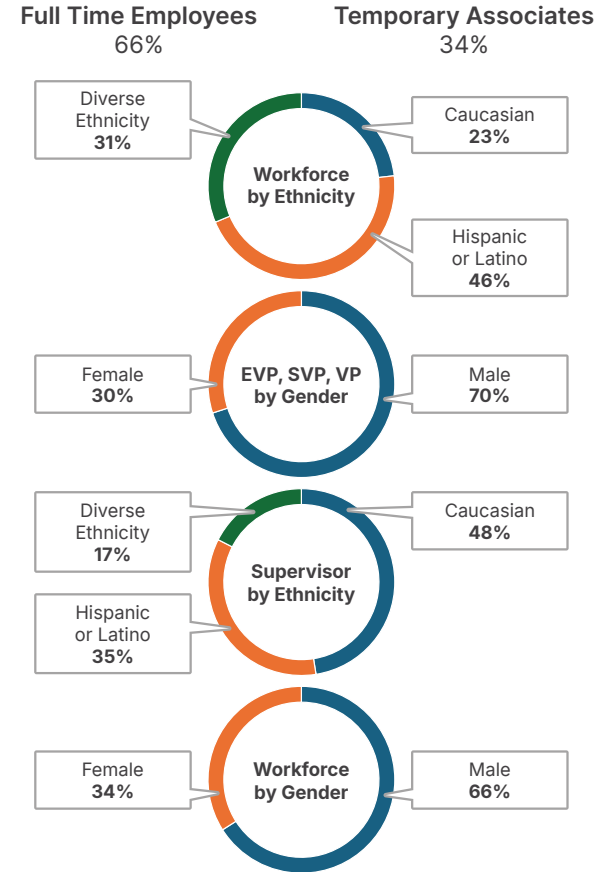 Full Time Employees
66%
Temporary Associates
34%
Diverse
Ethnicity
31%
Workforce
by Ethnicity
Caucasian
23%
Hispanic
or Latino
46%
Female
30%
EVP, SVP, VP
by Gender
Male
70%
Diverse
Ethnicity
17%
Hispanic
or Latino
35%
Supervisor
by Ethnicity
Caucasian
48%
Female
34%
Workforce
by Gender
Male
66%